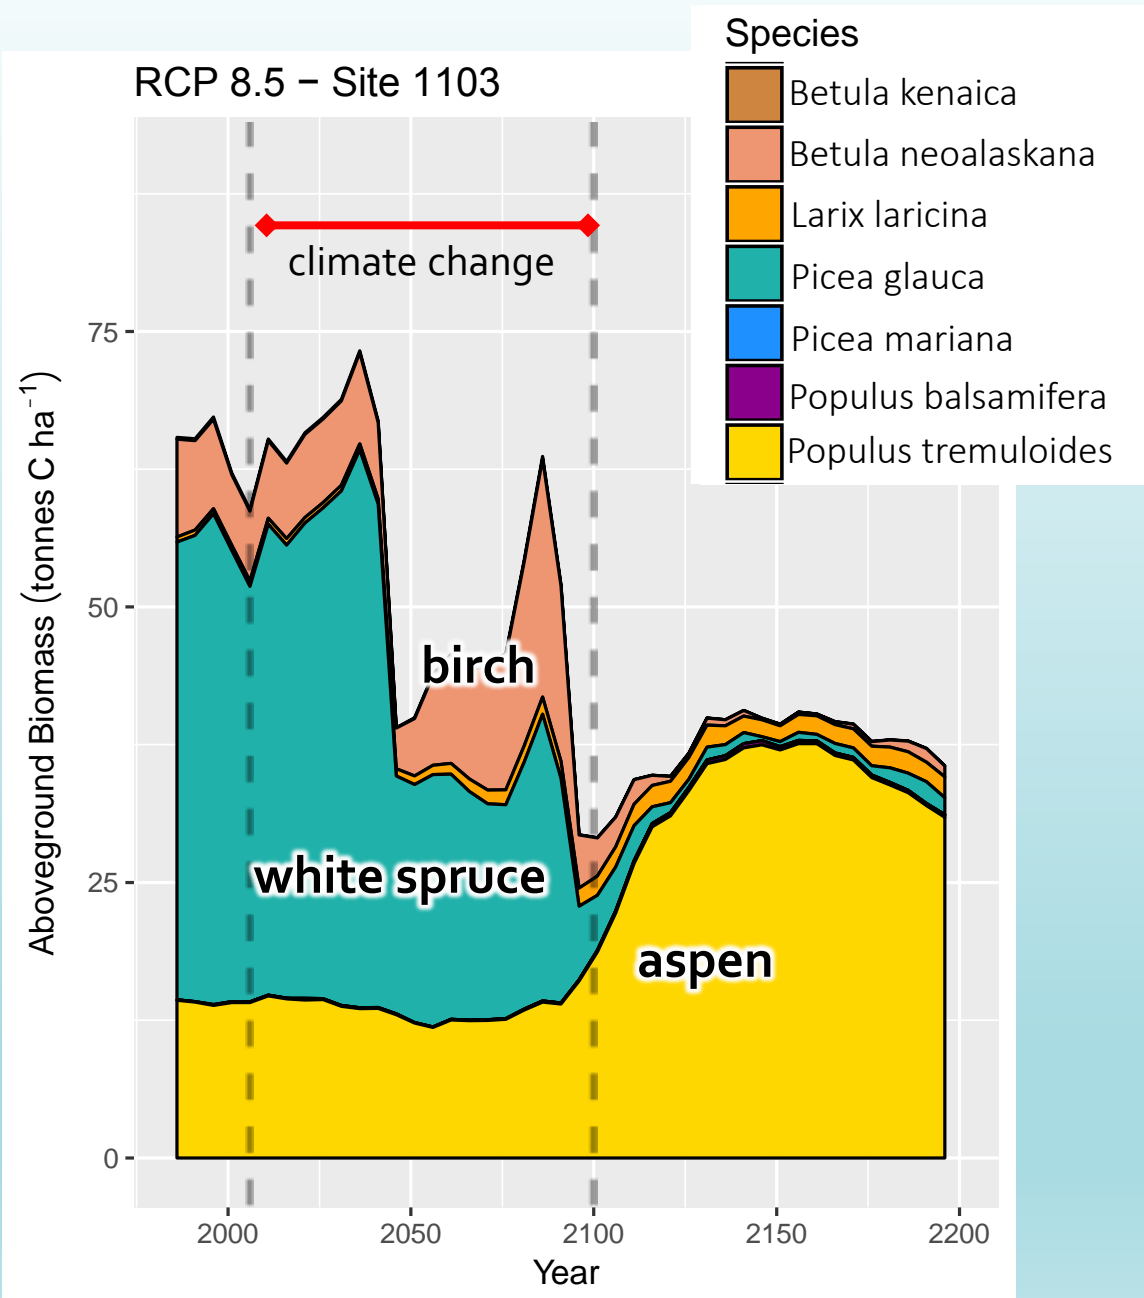 Species
RCP 8.5 − Site 1103
Betula kenaica
Betula neoalaskana
Larix laricina
Picea glauca
Picea mariana
Populus balsamifera
Populus tremuloides
climate change
75
50
25
0
Aboveground Biomass (tonnes C ha⁻¹)
birch
white spruce
aspen
2000
2050
2100
2150
2200
Year